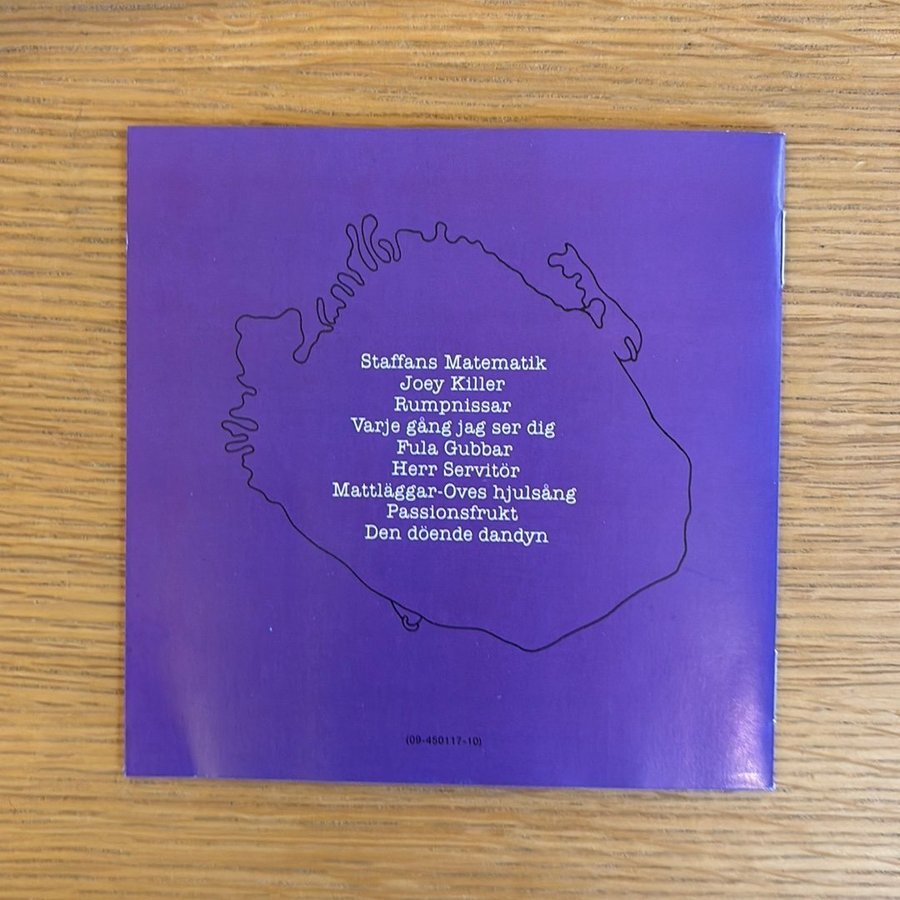 Staffans Matematik
Joey Killer
Rumpnissar
Varje gång jag ser dig
Fula Gubbar
Herr Servitör
Mattläggar-Oves hjulsång
Passionsfrukt
Den döende dandyn
(09-450117-10)